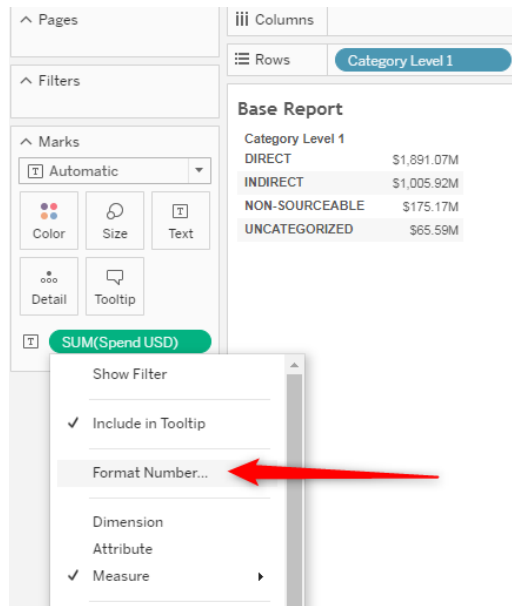 Pages
Columns
Rows
Category Level 1
Filters
Base Report
Category Level 1
DIRECT $1,891.07M
INDIRECT $1,005.92M
NON-SOURCEABLE $175.17M
UNCATEGORIZED $65.59M
Marks
T Automatic
T
Color Size Text
Detail Tooltip
T SUM(Spend USD)
Show Filter
✓ Include in Tooltip
Format Number...
Dimension
Attribute
✓ Measure